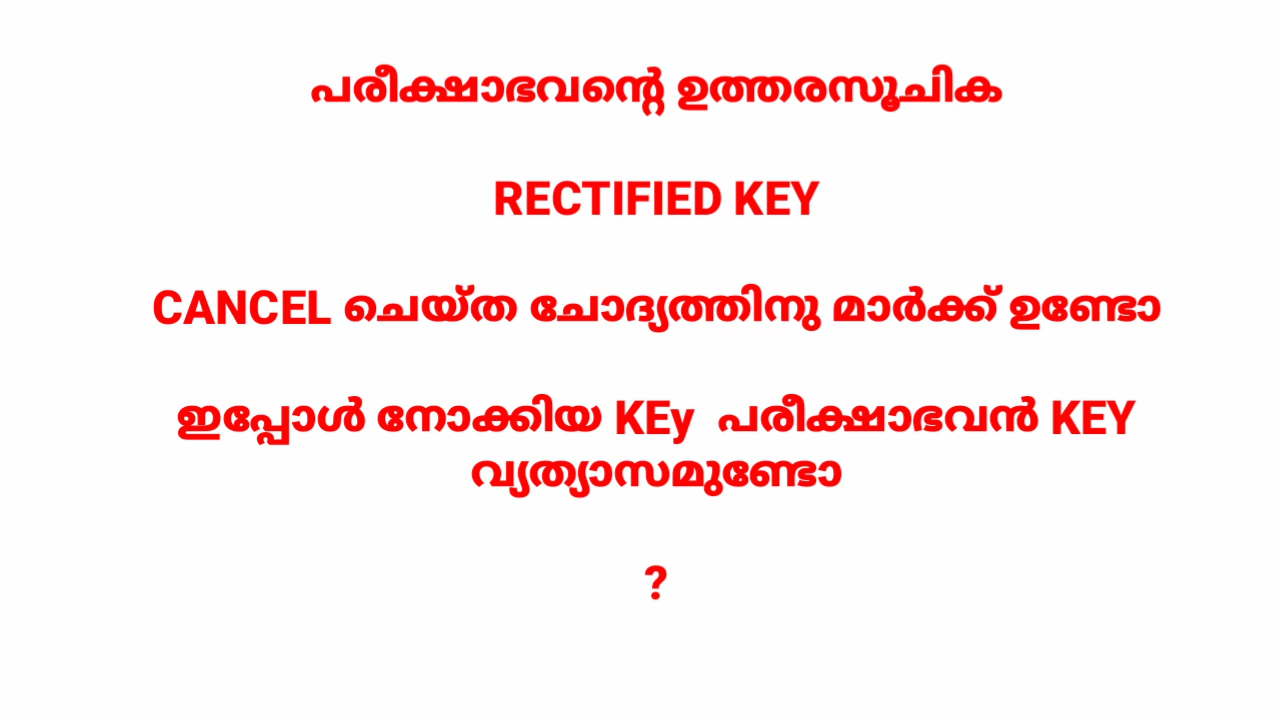 പരീക്ഷാഭവന്റെ ഉത്തരസൂചിക
RECTIFIED KEY
CANCEL ചെയ്ത ചോദ്യത്തിനു മാർക്ക് ഉണ്ടോ
ഇപ്പോൾ നോക്കിയ KEy പരീക്ഷാഭവൻ KEY
വ്യത്യാസമുണ്ടോ
?